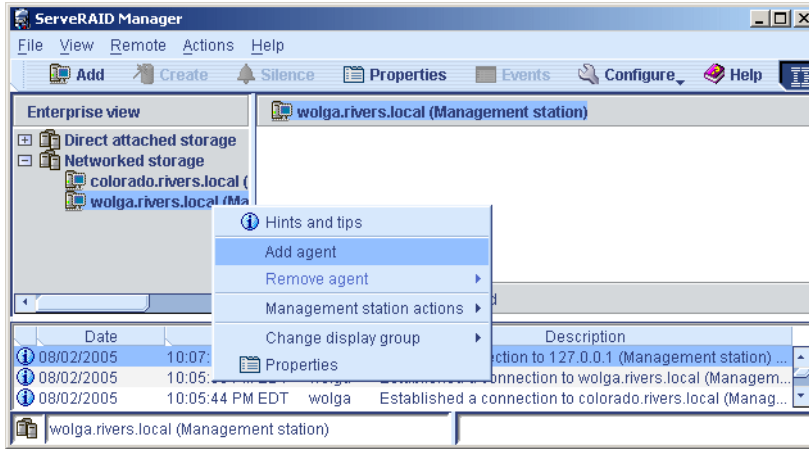 ServeRAID Manager
File View Remote Actions Help
Add Create Silence Properties Events Configure Help
Enterprise view
wolga.rivers.local (Management station)
Direct attached storage
Networked storage
colorado.rivers.local (
wolga.rivers.local (Ma
Hints and tips
Add agent
Remove agent
Management station actions
Change display group
Properties
Date Description
08/02/2005 10:07: ection to 127.0.0.1 (Management station) ...
08/02/2005 10:05: wolga Established a connection to wolga.rivers.local (Managem...
08/02/2005 10:05:44 PM EDT wolga Established a connection to colorado.rivers.local (Manag...
wolga.rivers.local (Management station)